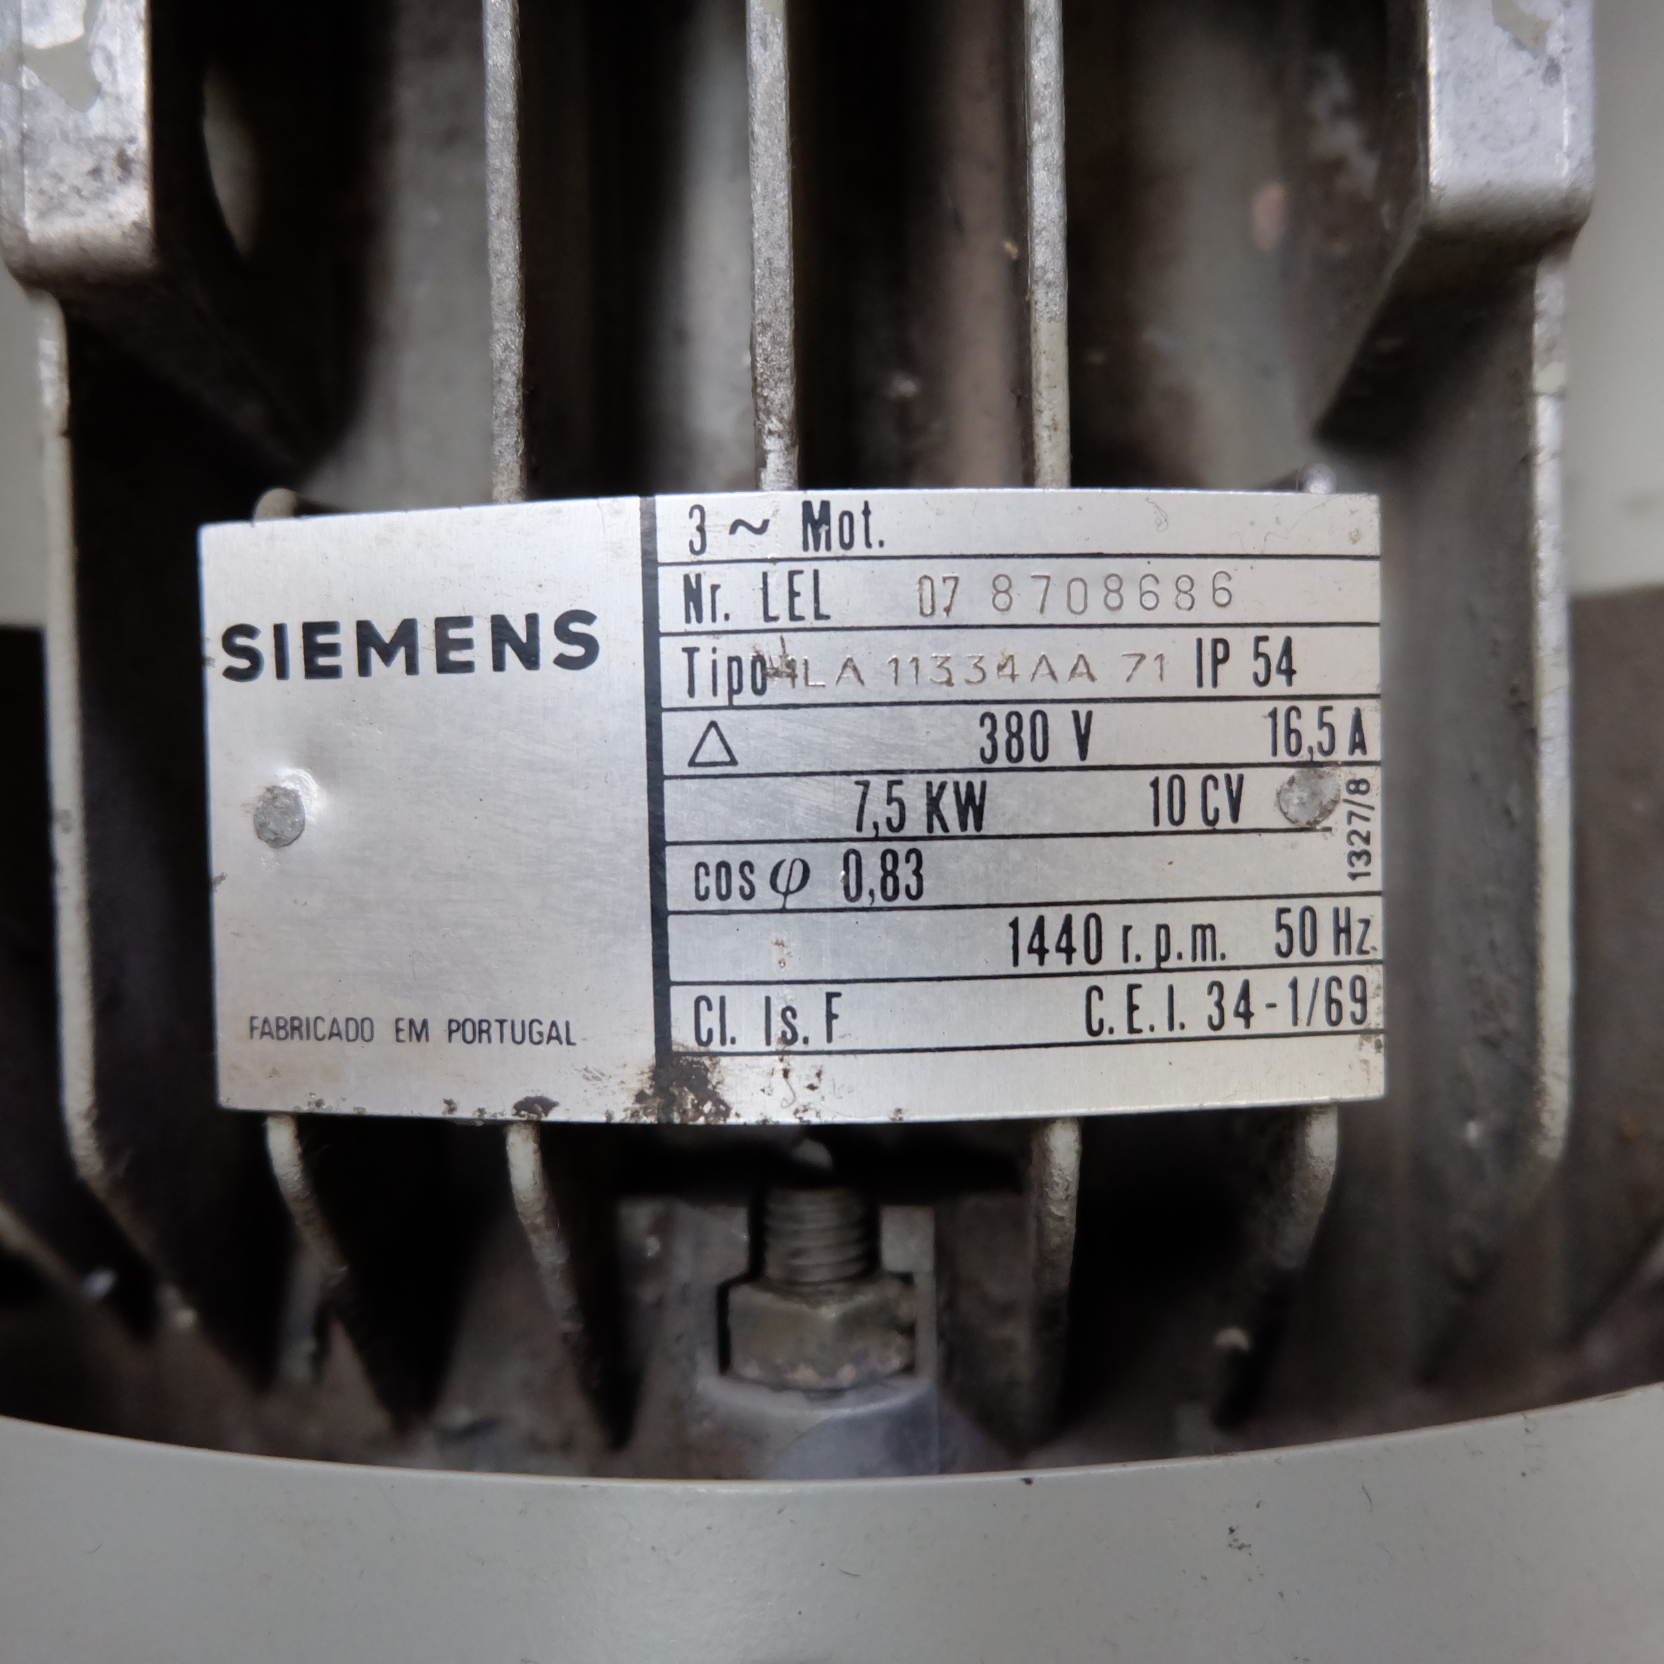 SIEMENS
FABRICADO EM PORTUGAL
3 ~ Mot.
Nr. LEL 07 8708686
Tipo 1LA 11334AA 71 IP 54
△ 380 V 16,5 A
7,5 KW 10 CV
cos φ 0,83
1440 r.p.m. 50 Hz.
Cl. Is. F C.E.I. 34-1/69
1327/8